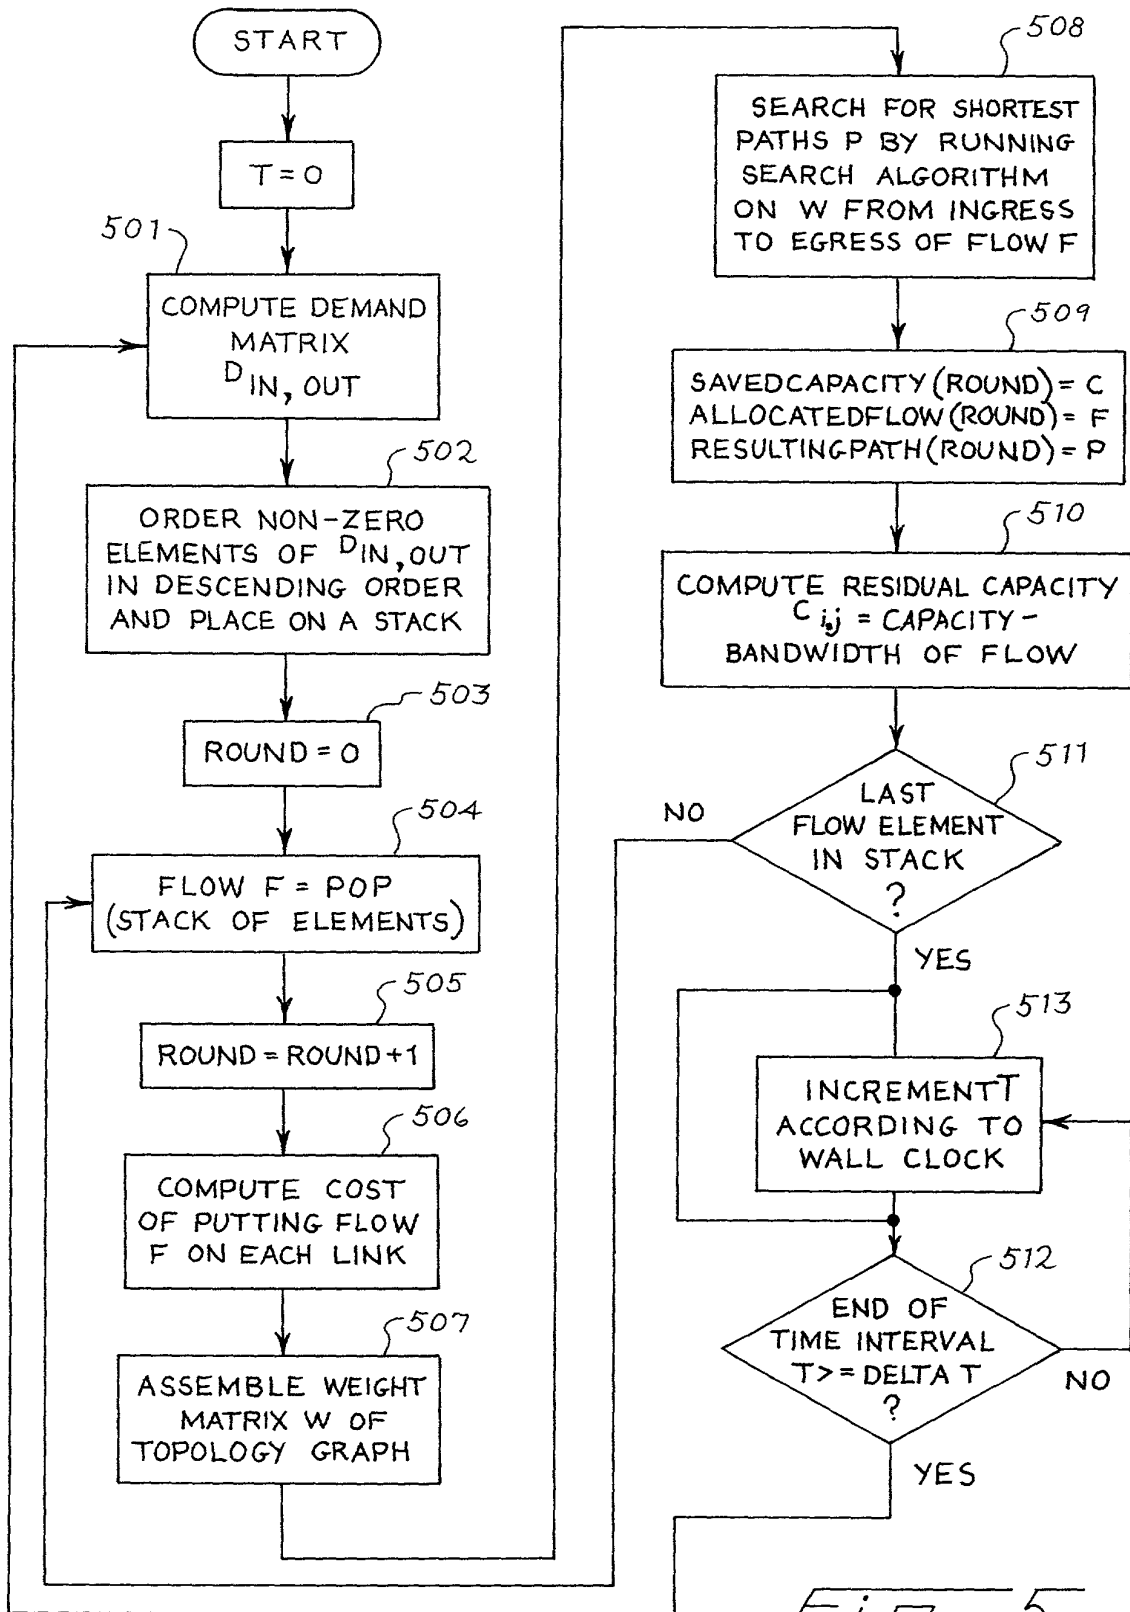 START
T = 0
501
COMPUTE DEMAND
MATRIX
D IN, OUT
502
ORDER NON-ZERO
ELEMENTS OF D IN, OUT
IN DESCENDING ORDER
AND PLACE ON A STACK
503
ROUND = 0
504
FLOW F = POP
(STACK OF ELEMENTS)
505
ROUND = ROUND+1
506
COMPUTE COST
OF PUTTING FLOW
F ON EACH LINK
507
ASSEMBLE WEIGHT
MATRIX W OF
TOPOLOGY GRAPH
508
SEARCH FOR SHORTEST
PATHS P BY RUNNING
SEARCH ALGORITHM
ON W FROM INGRESS
TO EGRESS OF FLOW F
509
SAVEDCAPACITY(ROUND) = C
ALLOCATEDFLOW(ROUND) = F
RESULTINGPATH(ROUND) = P
510
COMPUTE RESIDUAL CAPACITY
C i,j = CAPACITY -
BANDWIDTH OF FLOW
511
LAST
FLOW ELEMENT
IN STACK
?
NO
YES
513
INCREMENT T
ACCORDING TO
WALL CLOCK
512
END OF
TIME INTERVAL
T >= DELTA T
?
NO
YES
Fig. 5